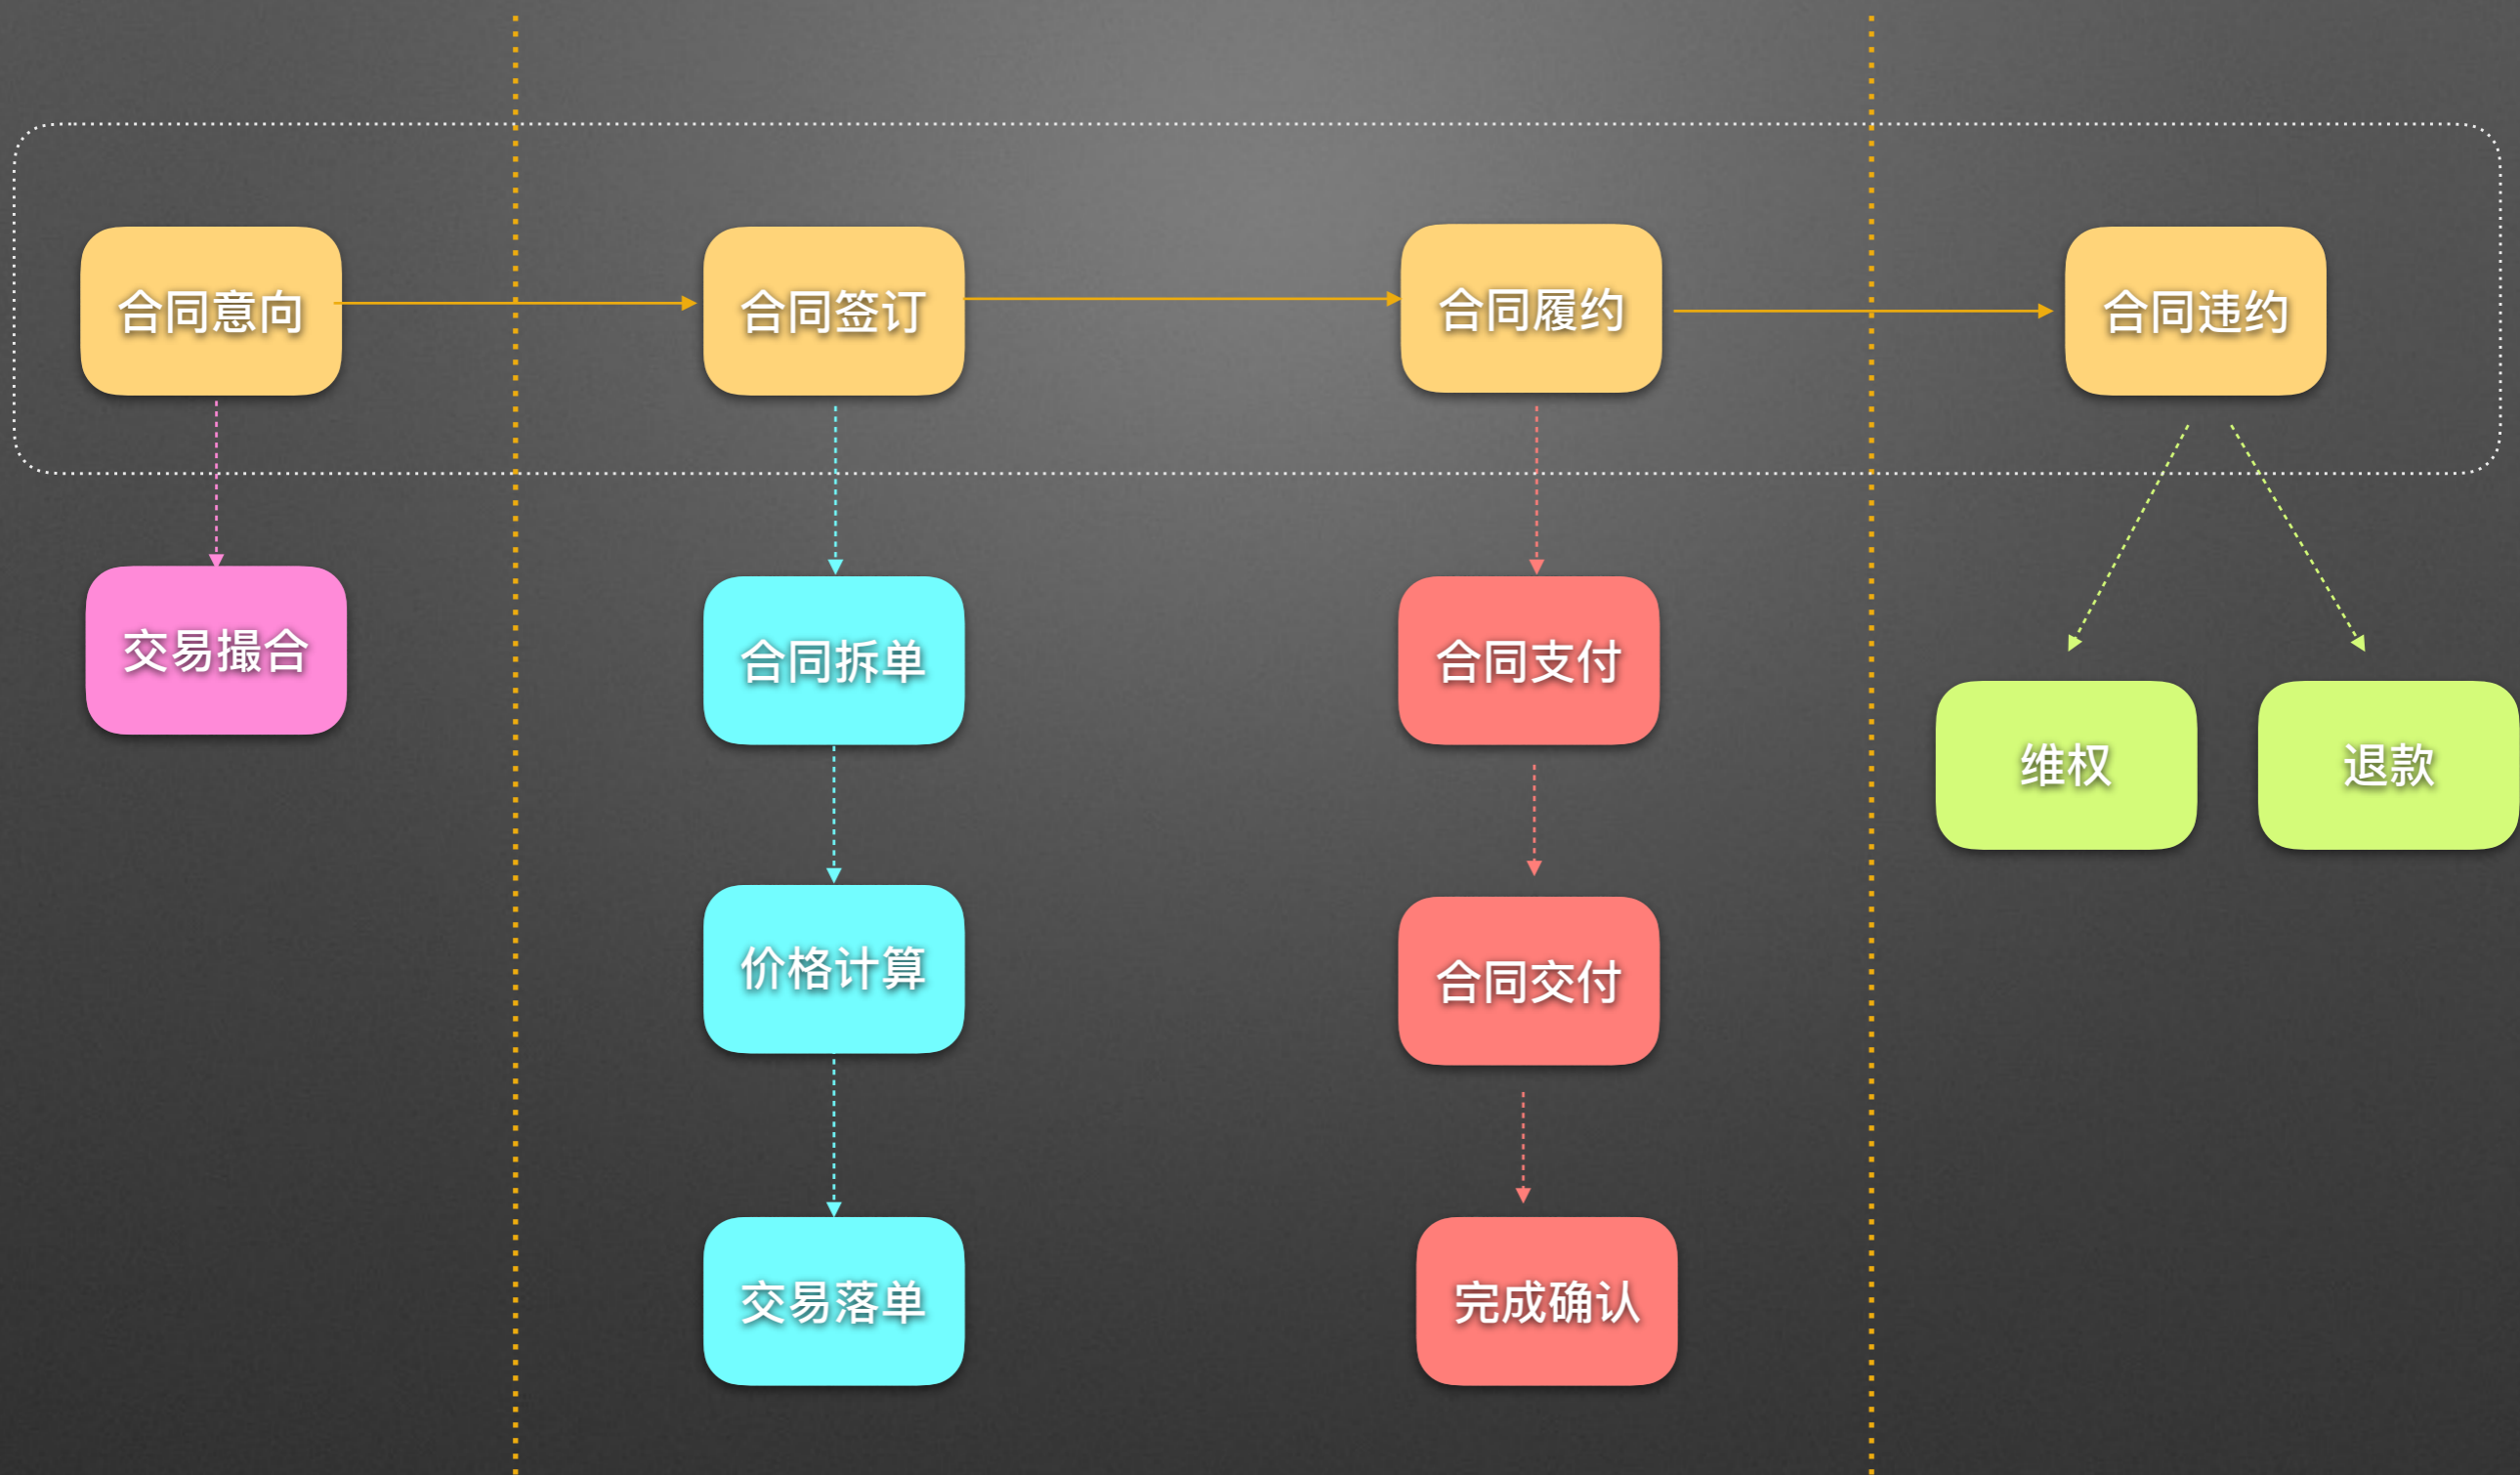 合同意向
合同签订
合同履约
合同违约
交易撮合
合同拆单
合同支付
维权
退款
价格计算
合同交付
交易落单
完成确认